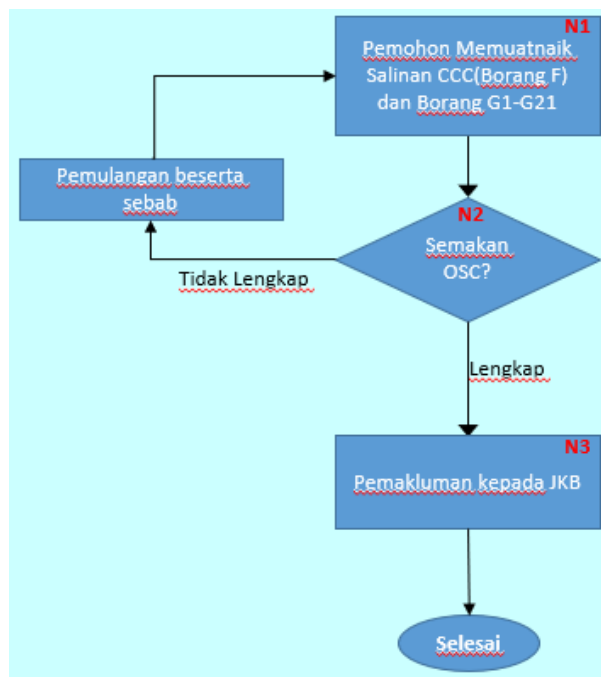 N1
Pemohon Memuatnaik
Salinan CCC(Borang F)
dan Borang G1-G21
Pemulangan beserta
sebab
N2
Semakan
OSC?
Tidak Lengkap
Lengkap
N3
Pemakluman kepada JKB
Selesai